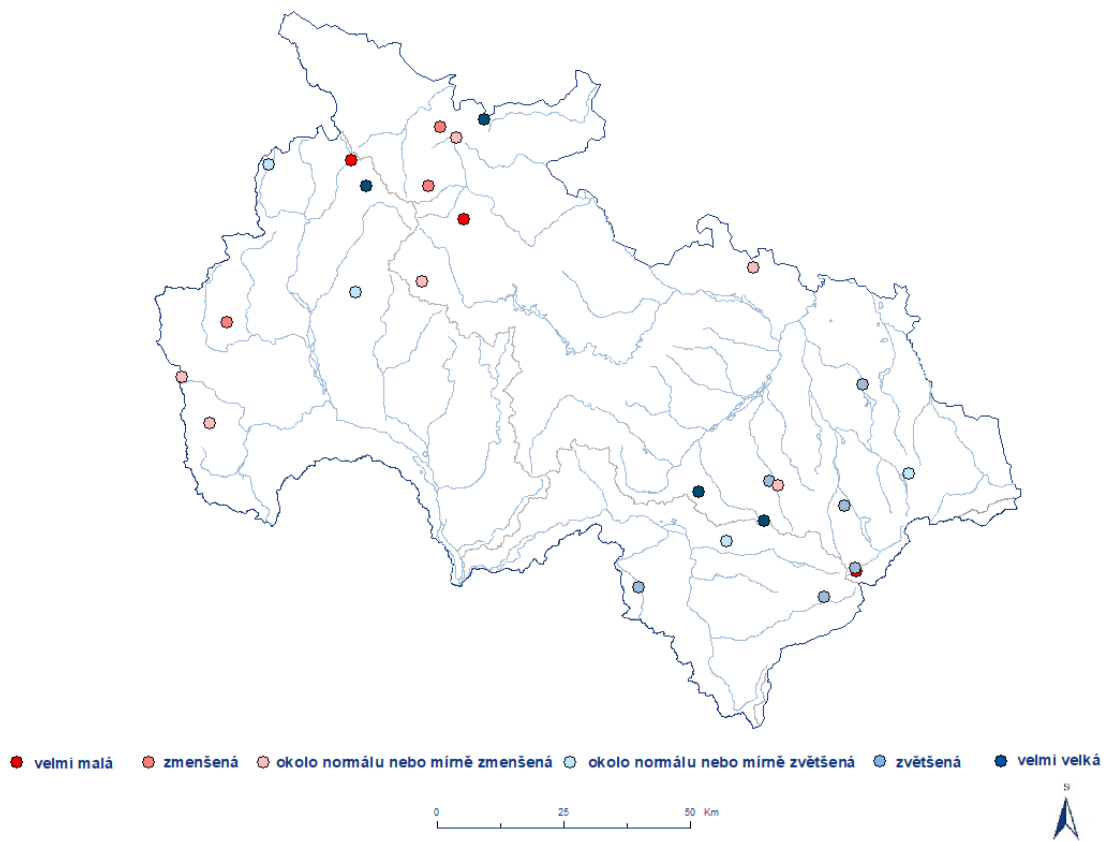 velmi malá zmenšená okolo normálu nebo mírně zmenšená okolo normálu nebo mírně zvětšená zvětšená velmi velká
0 25 50 Km
S